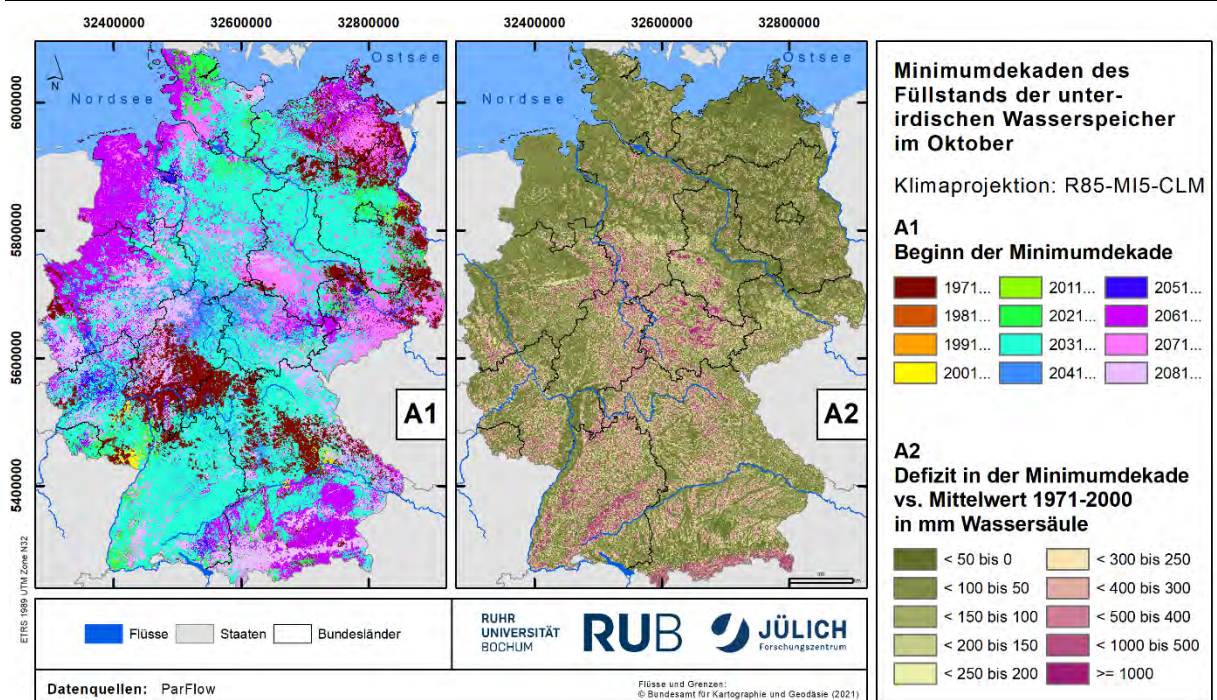 32400000 32600000 32800000
32400000 32600000 32800000
6000000
5800000
5600000
5400000
ETRS 1989 UTM Zone N32
N
Nordsee
Ostsee
A1
Nordsee
Ostsee
A2
Minimumdekaden des
Füllstands der unter-
irdischen Wasserspeicher
im Oktober
Klimaprojektion: R85-MI5-CLM
A1
Beginn der Minimumdekade
1971... 2011... 2051...
1981... 2021... 2061...
1991... 2031... 2071...
2001... 2041... 2081...
A2
Defizit in der Minimumdekade
vs. Mittelwert 1971-2000
in mm Wassersäule
< 50 bis 0 < 300 bis 250
< 100 bis 50 < 400 bis 300
< 150 bis 100 < 500 bis 400
< 200 bis 150 < 1000 bis 500
< 250 bis 200 >= 1000
Flüsse Staaten Bundesländer
RUHR
UNIVERSITÄT
BOCHUM
RUB
JÜLICH
Forschungszentrum
Datenquellen: ParFlow
Flüsse und Grenzen:
© Bundesamt für Kartographie und Geodäsie (2021)